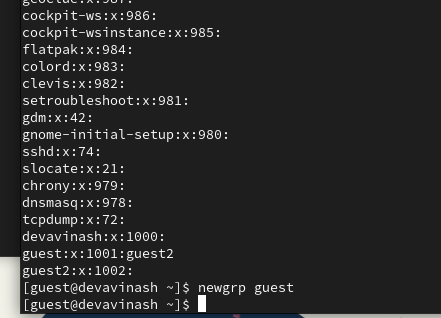 cockpit-ws:x:986:
cockpit-wsinstance:x:985:
flatpak:x:984:
colord:x:983:
clevis:x:982:
setroubleshoot:x:981:
gdm:x:42:
gnome-initial-setup:x:980:
sshd:x:74:
slocate:x:21:
chrony:x:979:
dnsmasq:x:978:
tcpdump:x:72:
devavinash:x:1000:
guest:x:1001:guest2
guest2:x:1002:
[guest@devavinash ~]$ newgrp guest
[guest@devavinash ~]$